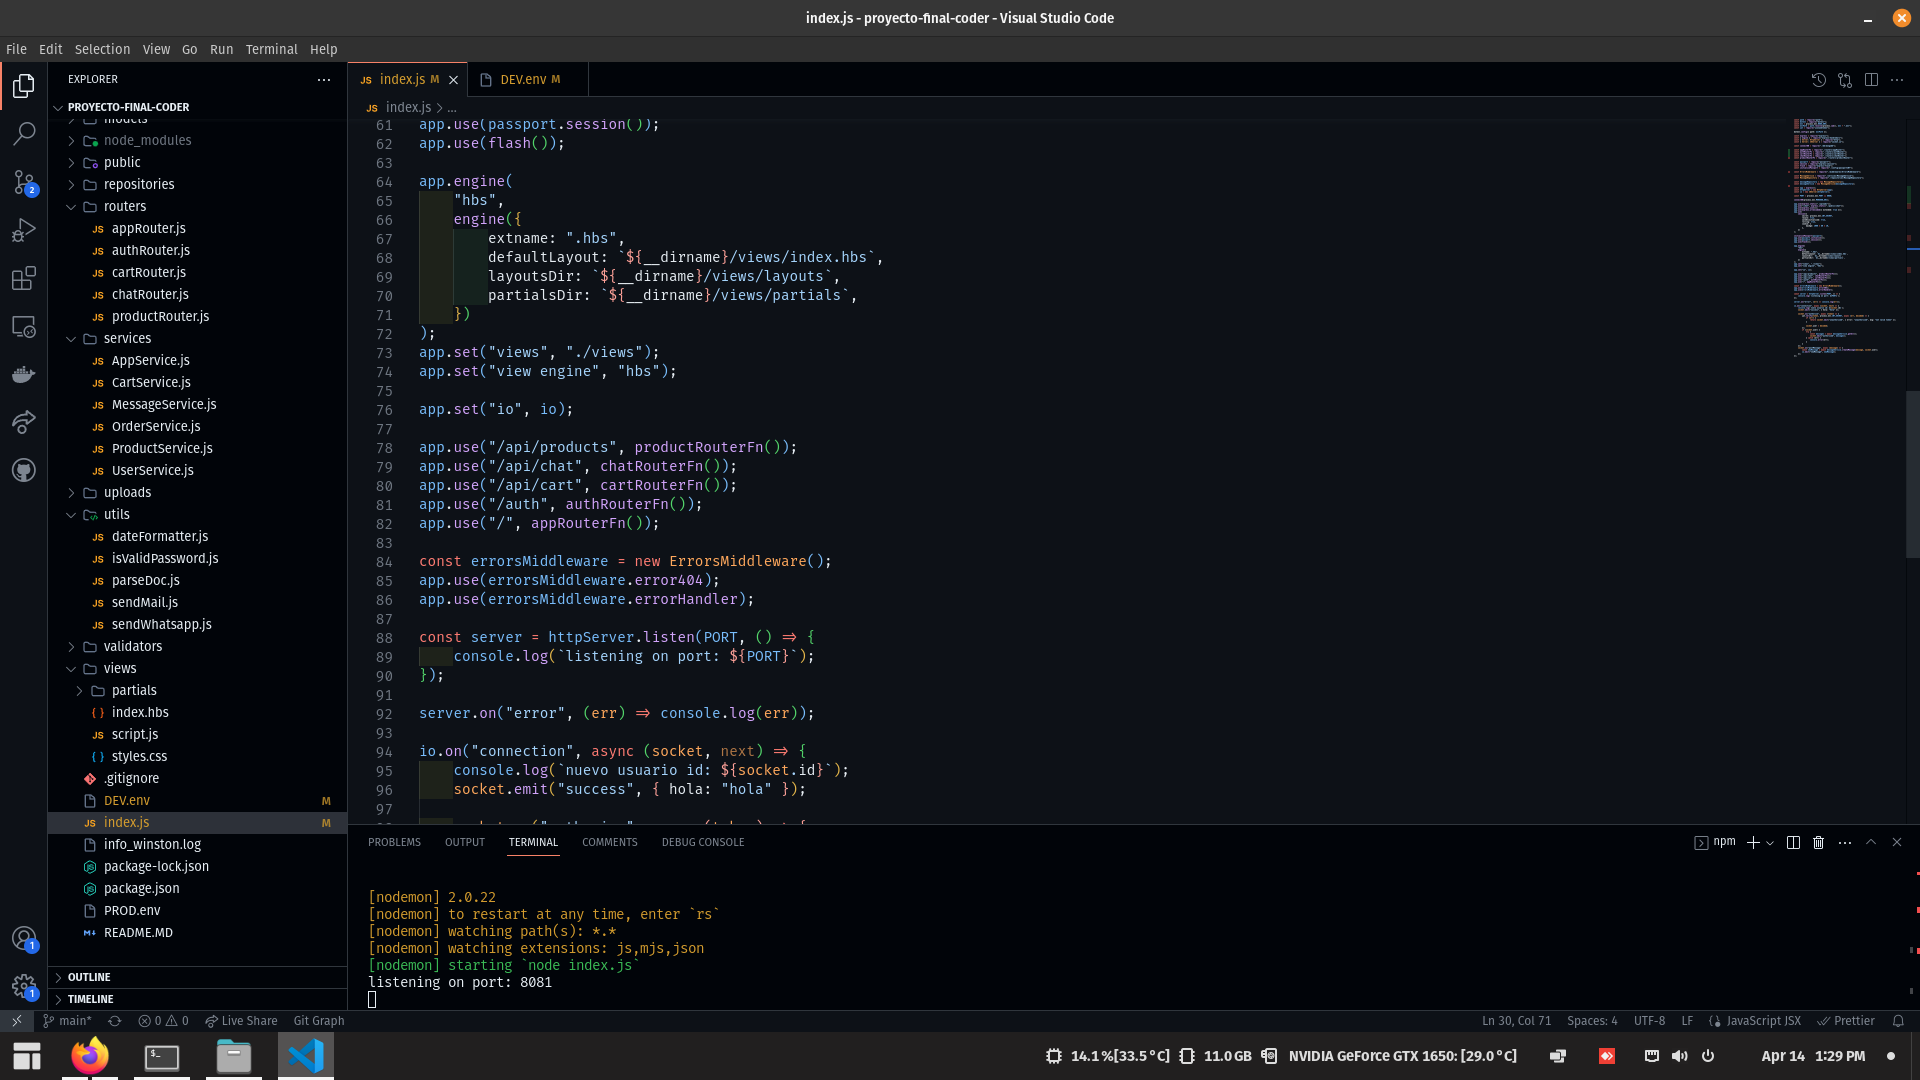 index.js - proyecto-final-coder - Visual Studio Code
File Edit Selection View Go Run Terminal Help
EXPLORER
PROYECTO-FINAL-CODER
models
node_modules
public
repositories
routers
appRouter.js
authRouter.js
cartRouter.js
chatRouter.js
productRouter.js
services
AppService.js
CartService.js
MessageService.js
OrderService.js
ProductService.js
UserService.js
uploads
utils
dateFormatter.js
isValidPassword.js
parseDoc.js
sendMail.js
sendWhatsapp.js
validators
views
partials
index.hbs
script.js
styles.css
.gitignore
DEV.env M
index.js M
info_winston.log
package-lock.json
package.json
PROD.env
README.MD
OUTLINE
TIMELINE
2
1
1
JS index.js M DEV.env M
JS index.js > ...
61 app.use(passport.session());
62 app.use(flash());
63
64 app.engine(
65 "hbs",
66 engine({
67 extname: ".hbs",
68 defaultLayout: `${__dirname}/views/index.hbs`,
69 layoutsDir: `${__dirname}/views/layouts`,
70 partialsDir: `${__dirname}/views/partials`,
71 })
72 );
73 app.set("views", "./views");
74 app.set("view engine", "hbs");
75
76 app.set("io", io);
77
78 app.use("/api/products", productRouterFn());
79 app.use("/api/chat", chatRouterFn());
80 app.use("/api/cart", cartRouterFn());
81 app.use("/auth", authRouterFn());
82 app.use("/", appRouterFn());
83
84 const errorsMiddleware = new ErrorsMiddleware();
85 app.use(errorsMiddleware.error404);
86 app.use(errorsMiddleware.errorHandler);
87
88 const server = httpServer.listen(PORT, () => {
89 console.log(`listening on port: ${PORT}`);
90 });
91
92 server.on("error", (err) => console.log(err));
93
94 io.on("connection", async (socket, next) => {
95 console.log(`nuevo usuario id: ${socket.id}`);
96 socket.emit("success", { hola: "hola" });
97
PROBLEMS OUTPUT TERMINAL COMMENTS DEBUG CONSOLE
npm
[nodemon] 2.0.22
[nodemon] to restart at any time, enter `rs`
[nodemon] watching path(s): *.*
[nodemon] watching extensions: js,mjs,json
[nodemon] starting `node index.js`
listening on port: 8081
main* 0 0 Live Share Git Graph
Ln 30, Col 71 Spaces: 4 UTF-8 LF JavaScript JSX Prettier
14.1 %[33.5 °C] 11.0 GB NVIDIA GeForce GTX 1650: [29.0 °C]
Apr 14 1:29 PM